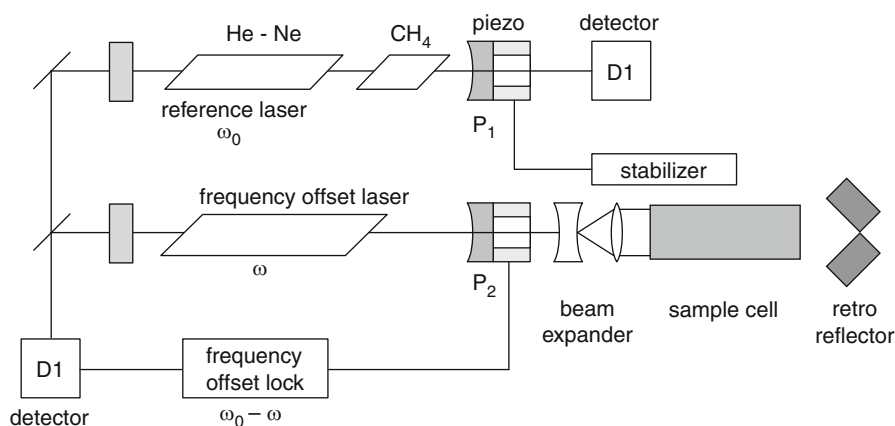 He - Ne
CH₄
piezo
detector
D1
reference laser
ω₀
P₁
stabilizer
frequency offset laser
ω
P₂
beam
expander
sample cell
retro
reflector
D1
detector
frequency
offset lock
ω₀ – ω